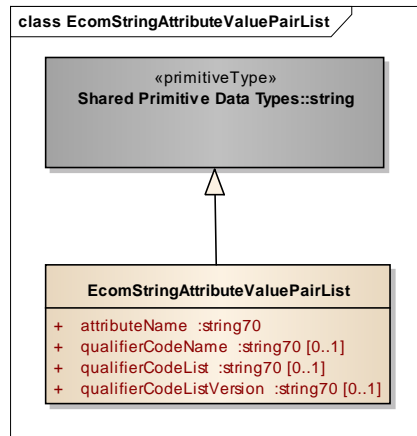 class EcomStringAttributeValuePairList
«primitiveType»
Shared Primitive Data Types::string
EcomStringAttributeValuePairList
+ attributeName :string70
+ qualifierCodeName :string70 [0..1]
+ qualifierCodeList :string70 [0..1]
+ qualifierCodeListVersion :string70 [0..1]